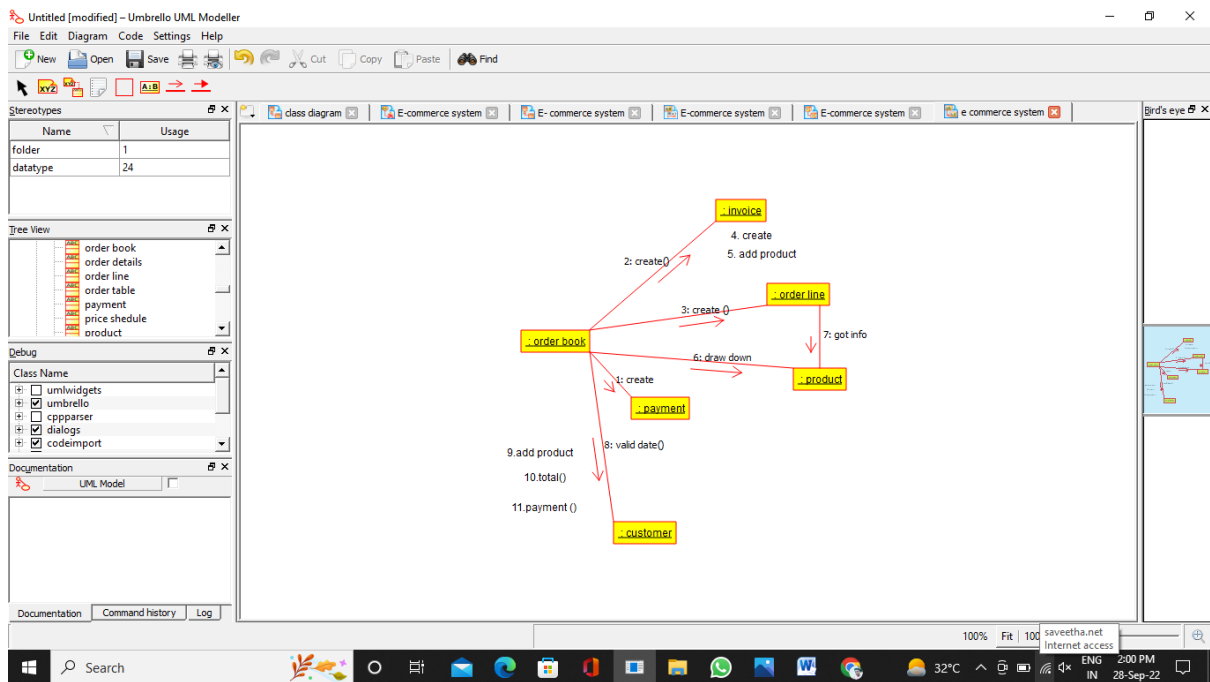 Untitled [modified] – Umbrello UML Modeller
File Edit Diagram Code Settings Help
New Open Save Cut Copy Paste Find
XYZ XYZ A:B
Stereotypes
Name Usage
folder 1
datatype 24
Tree View
order book
order details
order line
order table
payment
price shedule
product
Debug
Class Name
umlwidgets
umbrello
cppparser
dialogs
codeimport
Documentation
UML Model
Documentation Command history Log
class diagram E-commerce system E- commerce system E-commerce system E-commerce system e commerce system
Bird's eye
: invoice
4. create
5. add product
2: create()
: order line
3: create ()
7: got info
: order book
6: draw down
: product
1: create
: payment
8: valid date()
9.add product
10.total()
11.payment ()
: customer
100% Fit 100
saveetha.net
Internet access
Search
32°C
ENG
IN
2:00 PM
28-Sep-22